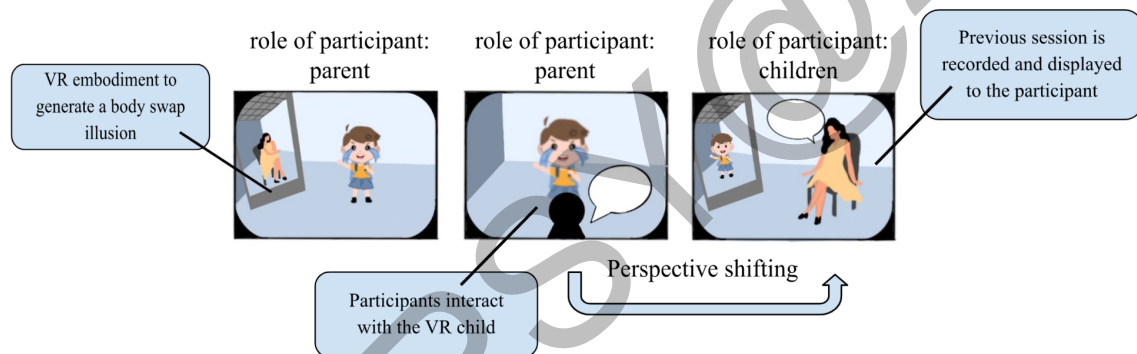 role of participant:
parent
role of participant:
parent
role of participant:
children
VR embodiment to
generate a body swap
illusion
Previous session is
recorded and displayed
to the participant
Participants interact
with the VR child
Perspective shifting